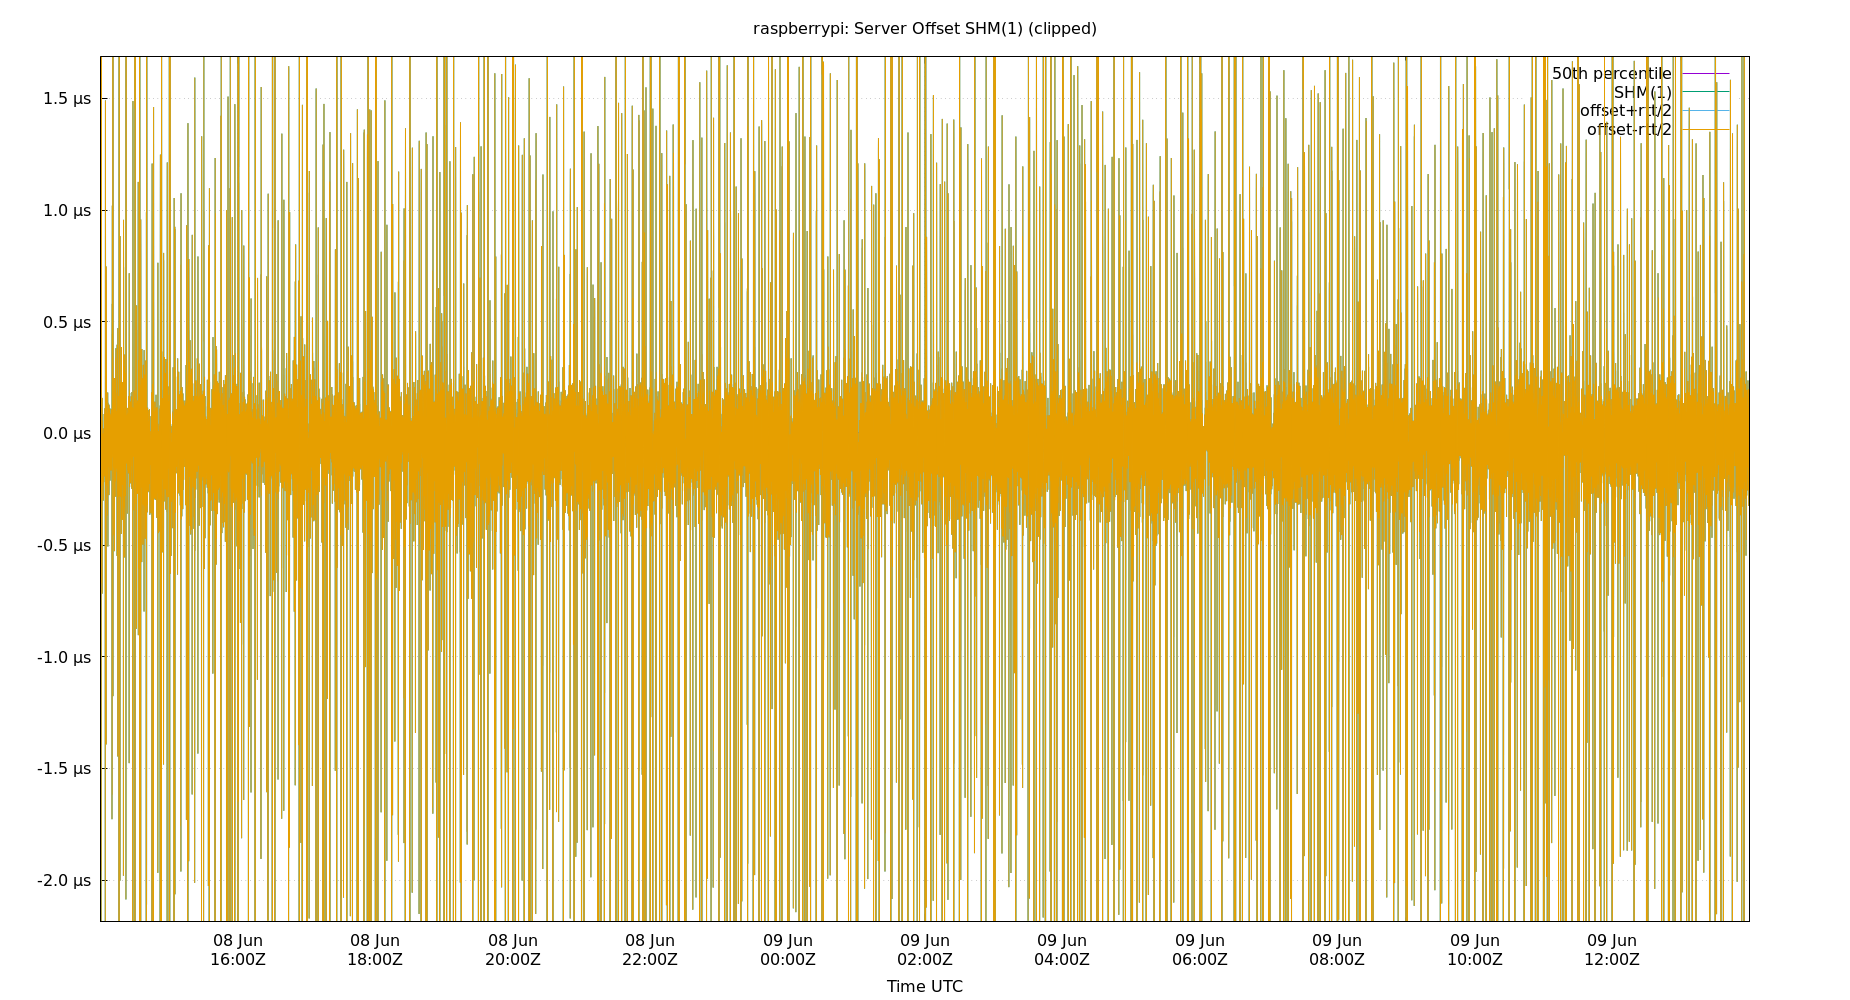 raspberrypi: Server Offset SHM(1) (clipped)
50th percentile
SHM(1)
offset+rtt/2
offset-rtt/2
1.5 µs
1.0 µs
0.5 µs
0.0 µs
-0.5 µs
-1.0 µs
-1.5 µs
-2.0 µs
08 Jun 08 Jun 08 Jun 08 Jun 09 Jun 09 Jun 09 Jun 09 Jun 09 Jun 09 Jun 09 Jun
16:00Z 18:00Z 20:00Z 22:00Z 00:00Z 02:00Z 04:00Z 06:00Z 08:00Z 10:00Z 12:00Z
Time UTC